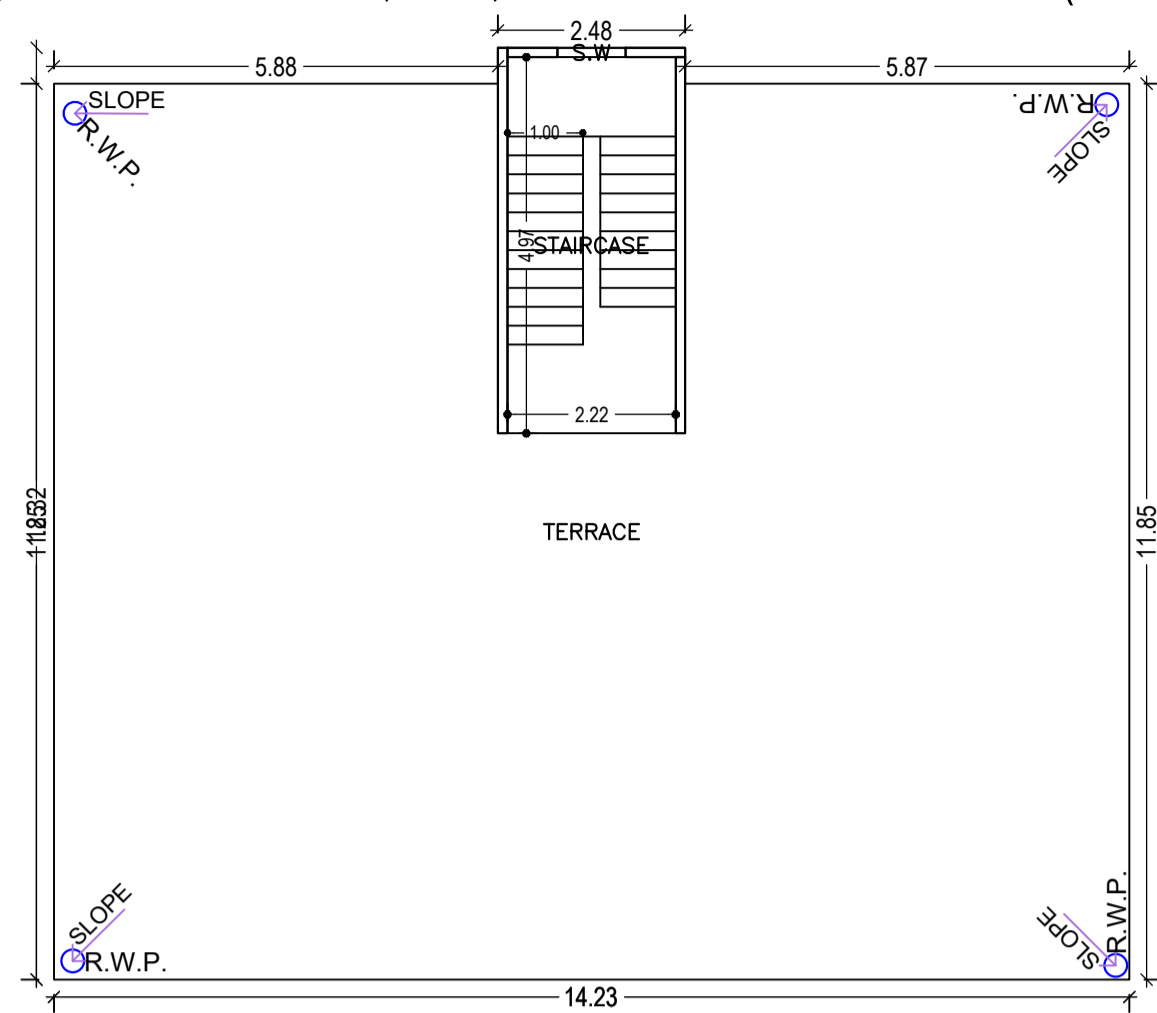 2.48
S.W
5.88
5.87
SLOPE
R.W.P.
R.W.P.
SLOPE
1.00
4.97
STAIRCASE
2.22
TERRACE
11.85
SLOPE
R.W.P.
SLOPE
R.W.P.
14.23